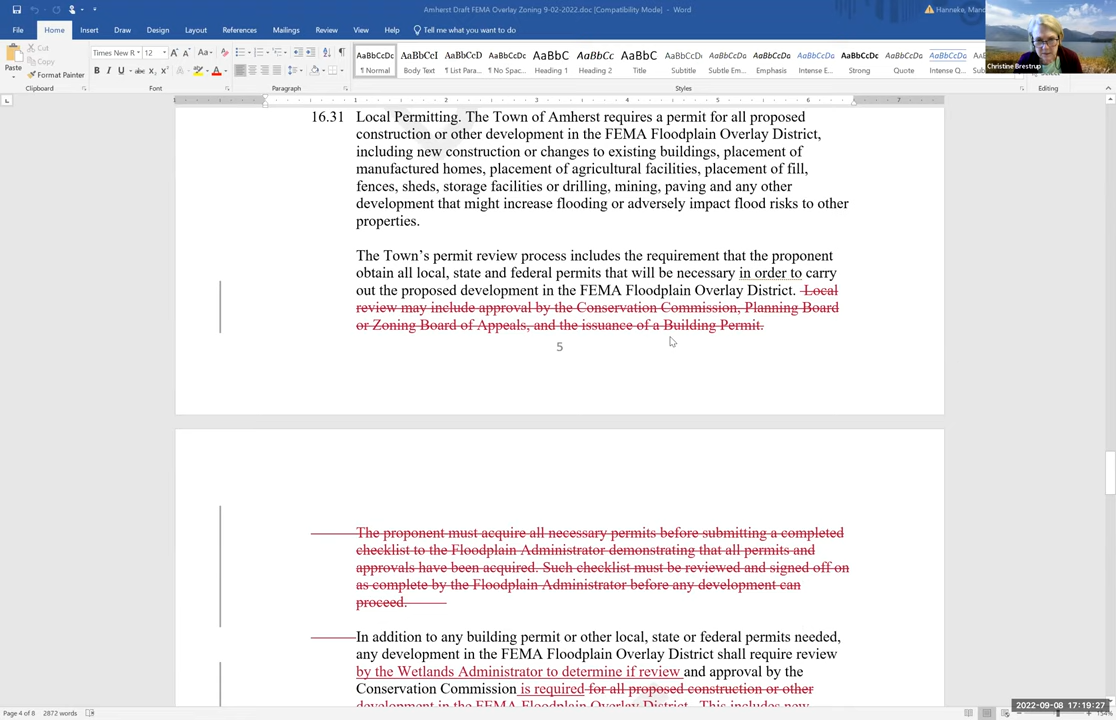 Amherst Draft FEMA Overlay Zoning 9-02-2022.doc [Compatibility Mode] - Word
Hanneke, Man
File Home Insert Draw Design Layout References Mailings Review View Help Tell me what you want to do
Christine Brestrup
Paste Cut Copy Format Painter
Clipboard
Times New R 12
Font
Paragraph
AaBbCcDc AaBbCcI AaBbCcD AaBbCcDc AaBbC AaBbCc AaBbC AaBbCcD AaBbCcDa AaBbCcDa AaBbCcDa AaBbCcDc AaBbCcDa AaBbCcDa
¶ Normal Body Text ¶ List Para... ¶ No Spac... Heading 1 Heading 2 Title Subtitle Subtle Em... Emphasis Intense E... Strong Quote Intense Q...
Styles
Editing
1 2 3 4 5 6 7
16.31 Local Permitting. The Town of Amherst requires a permit for all proposed
construction or other development in the FEMA Floodplain Overlay District,
including new construction or changes to existing buildings, placement of
manufactured homes, placement of agricultural facilities, placement of fill,
fences, sheds, storage facilities or drilling, mining, paving and any other
development that might increase flooding or adversely impact flood risks to other
properties.
The Town's permit review process includes the requirement that the proponent
obtain all local, state and federal permits that will be necessary in order to carry
out the proposed development in the FEMA Floodplain Overlay District. Local
review may include approval by the Conservation Commission, Planning Board
or Zoning Board of Appeals, and the issuance of a Building Permit.
5
The proponent must acquire all necessary permits before submitting a completed
checklist to the Floodplain Administrator demonstrating that all permits and
approvals have been acquired. Such checklist must be reviewed and signed off on
as complete by the Floodplain Administrator before any development can
proceed.
In addition to any building permit or other local, state or federal permits needed,
any development in the FEMA Floodplain Overlay District shall require review
by the Wetlands Administrator to determine if review and approval by the
Conservation Commission is required for all proposed construction or other
development in the FEMA Floodplain Overlay District. This includes new
Page 4 of 8 2872 words
2022-09-08 17:19:27